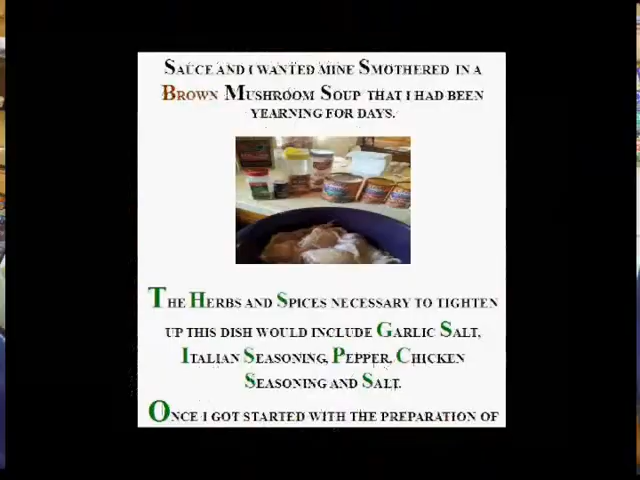 SAUCE AND I WANTED MINE SMOTHERED IN A
BROWN MUSHROOM SOUP THAT I HAD BEEN
YEARNING FOR DAYS.
THE HERBS AND SPICES NECESSARY TO TIGHTEN
UP THIS DISH WOULD INCLUDE GARLIC SALT,
ITALIAN SEASONING, PEPPER, CHICKEN
SEASONING AND SALT.
ONCE I GOT STARTED WITH THE PREPARATION OF